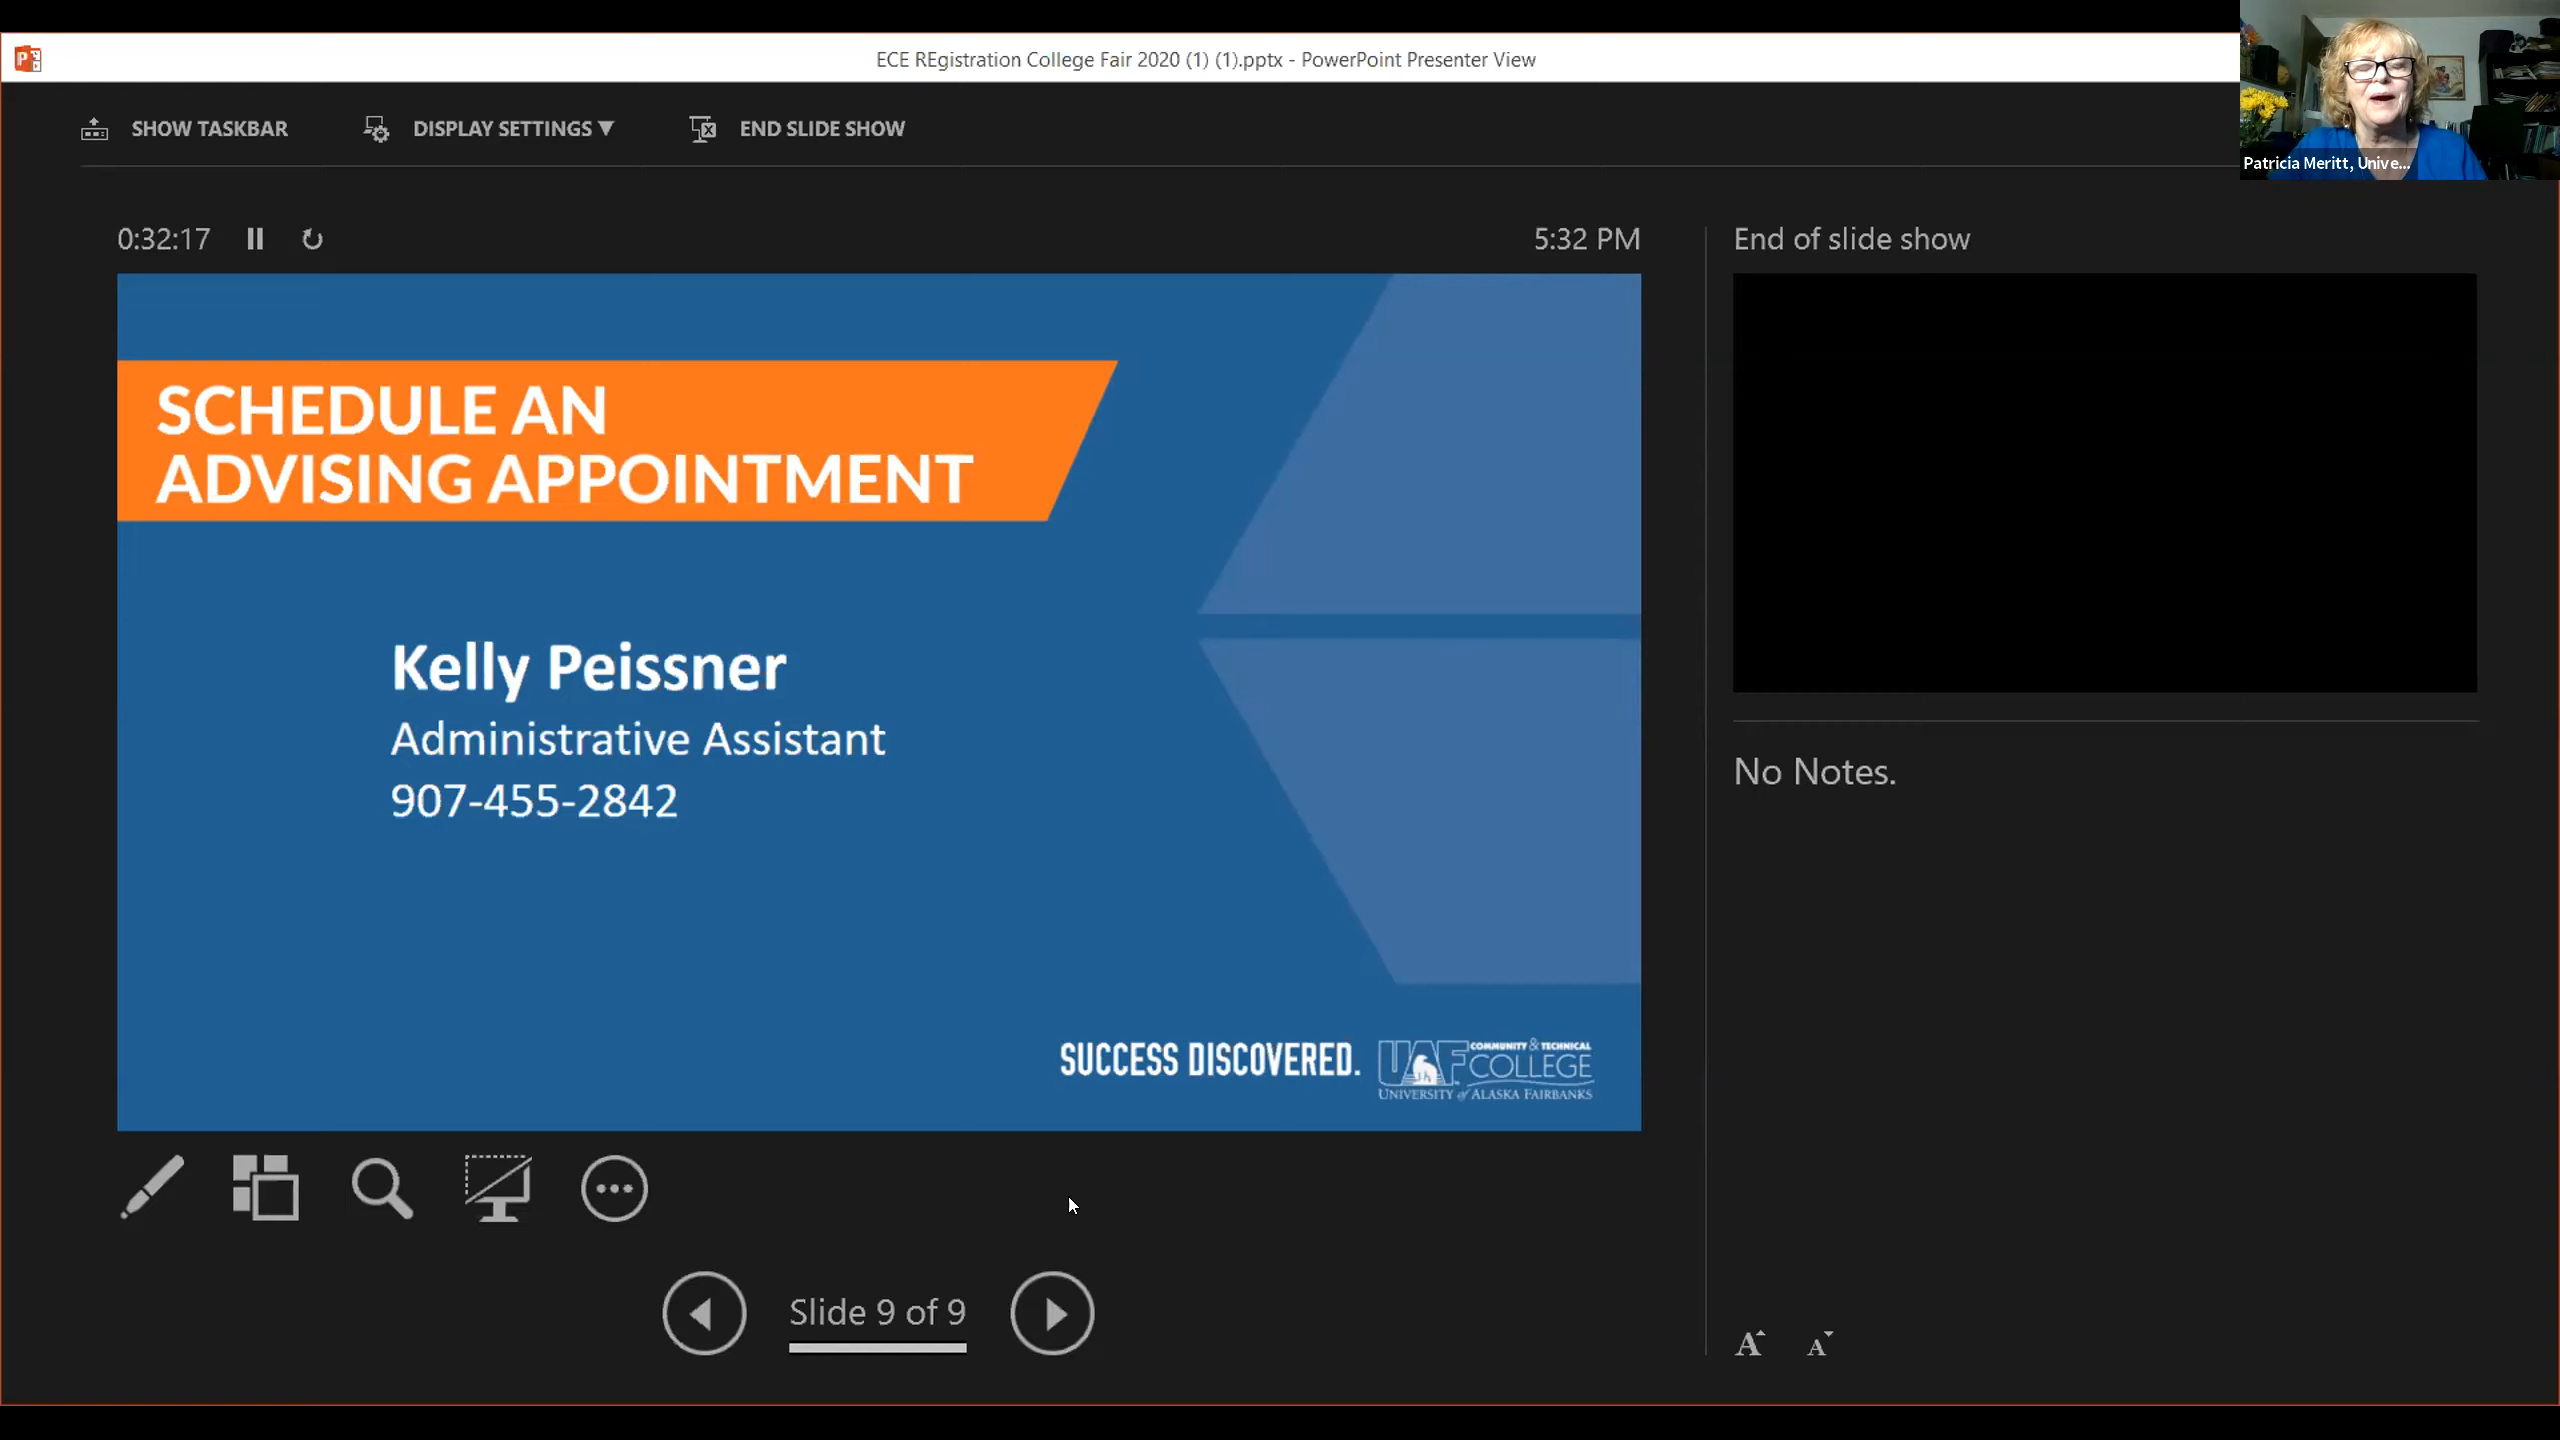 ECE REgistration College Fair 2020 (1) (1).pptx - PowerPoint Presenter View
SHOW TASKBAR
DISPLAY SETTINGS ▼
END SLIDE SHOW
Patricia Meritt, Unive...
0:32:17
5:32 PM
End of slide show
SCHEDULE AN
ADVISING APPOINTMENT
Kelly Peissner
Administrative Assistant
907-455-2842
SUCCESS DISCOVERED.
UAF COMMUNITY & TECHNICAL
COLLEGE
UNIVERSITY of ALASKA FAIRBANKS
No Notes.
Slide 9 of 9
A A